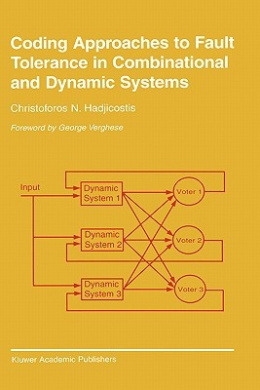 Coding Approaches to Fault
Tolerance in Combinational
and Dynamic Systems
Christoforos N. Hadjicostis
Foreword by George Verghese
Input
Dynamic
System 1
Voter 1
Dynamic
System 2
Voter 2
Dynamic
System 3
Voter 3
Kluwer Academic Publishers